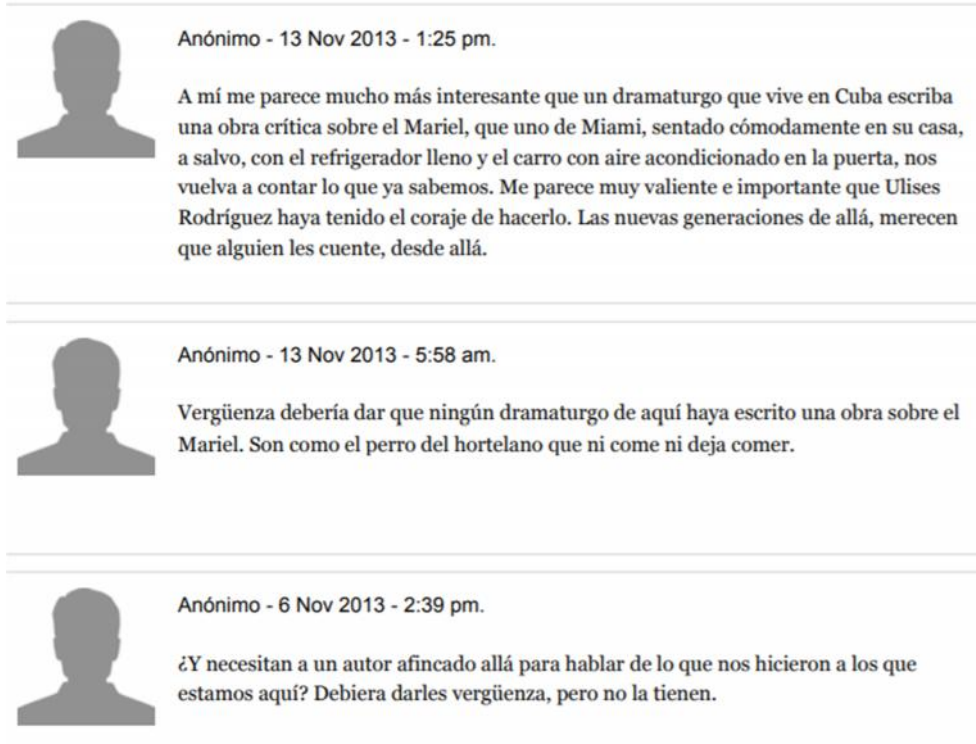 Anónimo - 13 Nov 2013 - 1:25 pm.
A mí me parece mucho más interesante que un dramaturgo que vive en Cuba escriba
una obra crítica sobre el Mariel, que uno de Miami, sentado cómodamente en su casa,
a salvo, con el refrigerador lleno y el carro con aire acondicionado en la puerta, nos
vuelva a contar lo que ya sabemos. Me parece muy valiente e importante que Ulises
Rodríguez haya tenido el coraje de hacerlo. Las nuevas generaciones de allá, merecen
que alguien les cuente, desde allá.
Anónimo - 13 Nov 2013 - 5:58 am.
Vergüenza debería dar que ningún dramaturgo de aquí haya escrito una obra sobre el
Mariel. Son como el perro del hortelano que ni come ni deja comer.
Anónimo - 6 Nov 2013 - 2:39 pm.
¿Y necesitan a un autor afincado allá para hablar de lo que nos hicieron a los que
estamos aquí? Debiera darles vergüenza, pero no la tienen.